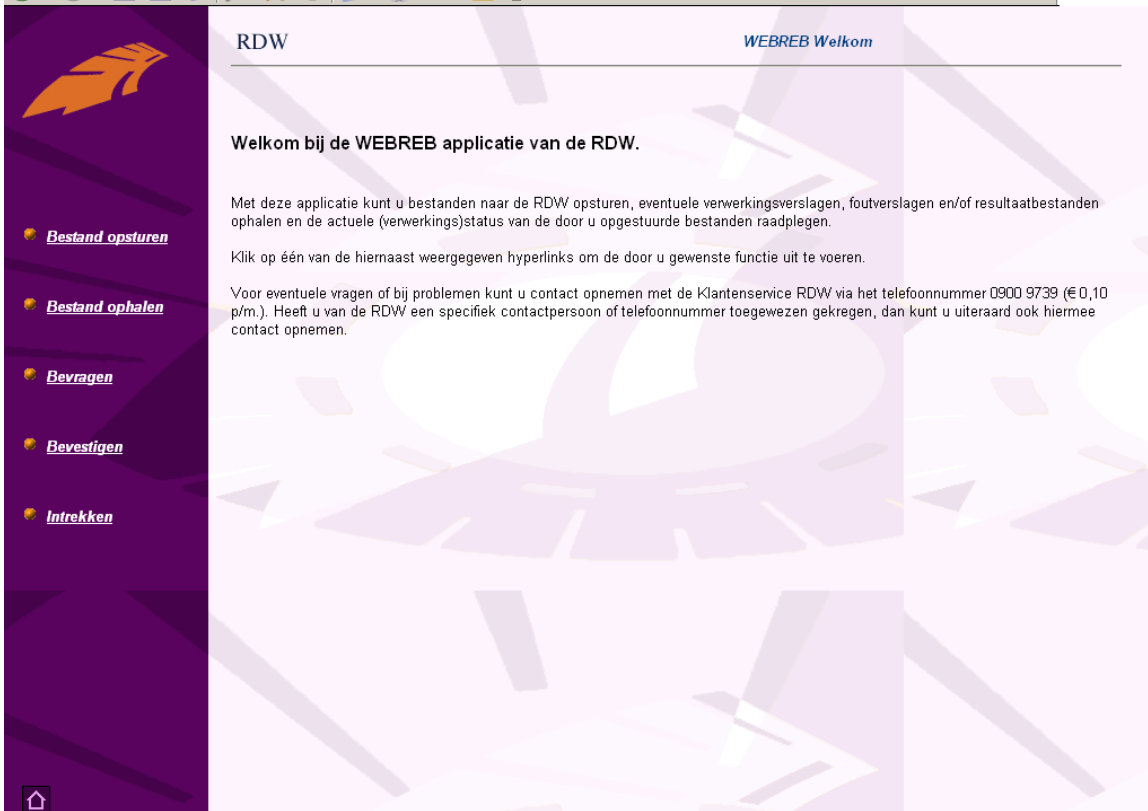 RDW
WEBREB Welkom
Welkom bij de WEBREB applicatie van de RDW.
Met deze applicatie kunt u bestanden naar de RDW opsturen, eventuele verwerkingsverslagen, foutverslagen en/of resultaatbestanden
ophalen en de actuele (verwerkings)status van de door u opgestuurde bestanden raadplegen.
Klik op één van de hiernaast weergegeven hyperlinks om de door u gewenste functie uit te voeren.
Voor eventuele vragen of bij problemen kunt u contact opnemen met de Klantenservice RDW via het telefoonnummer 0900 9739 (€ 0,10
p/m.). Heeft u van de RDW een specifiek contactpersoon of telefoonnummer toegewezen gekregen, dan kunt u uiteraard ook hiermee
contact opnemen.
Bestand opsturen
Bestand ophalen
Bevragen
Bevestigen
Intrekken